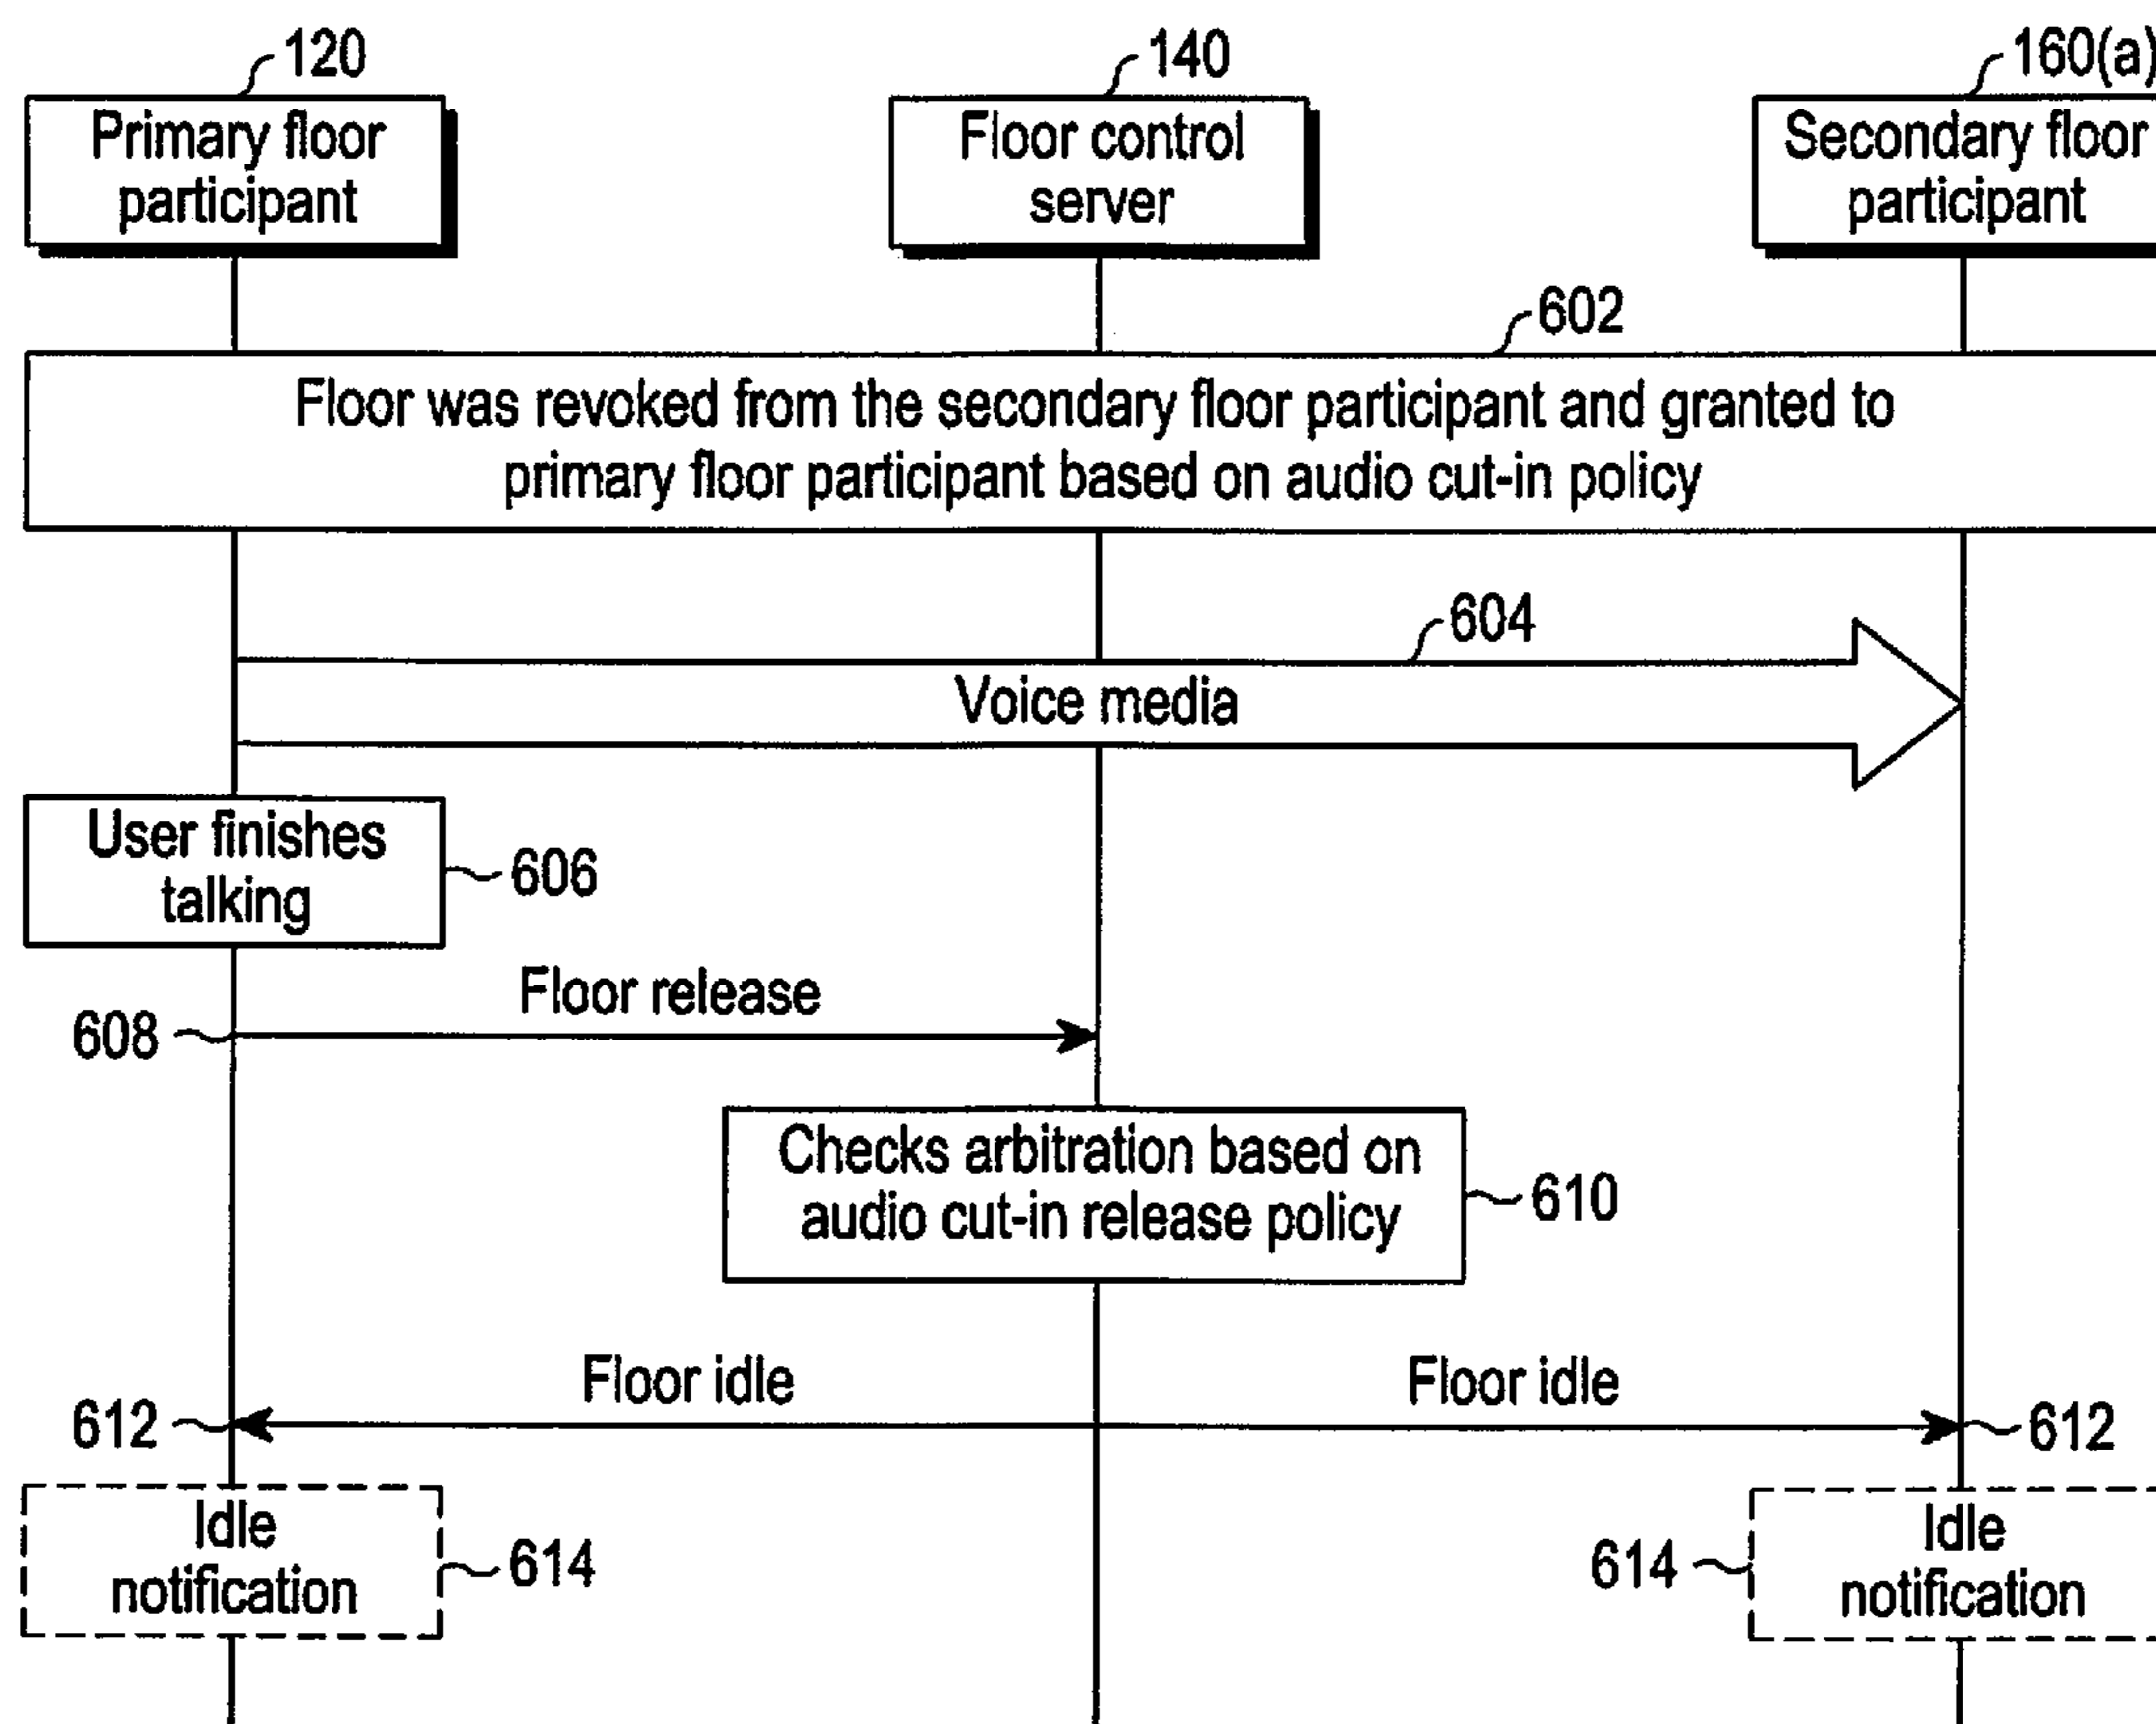 120
140
160(a)
Primary floor
participant
Floor control
server
Secondary floor
participant
602
Floor was revoked from the secondary floor participant and granted to
primary floor participant based on audio cut-in policy
604
Voice media
User finishes
talking
606
Floor release
608
Checks arbitration based on
audio cut-in release policy
610
Floor idle
Floor idle
612
612
Idle
notification
614
614
Idle
notification